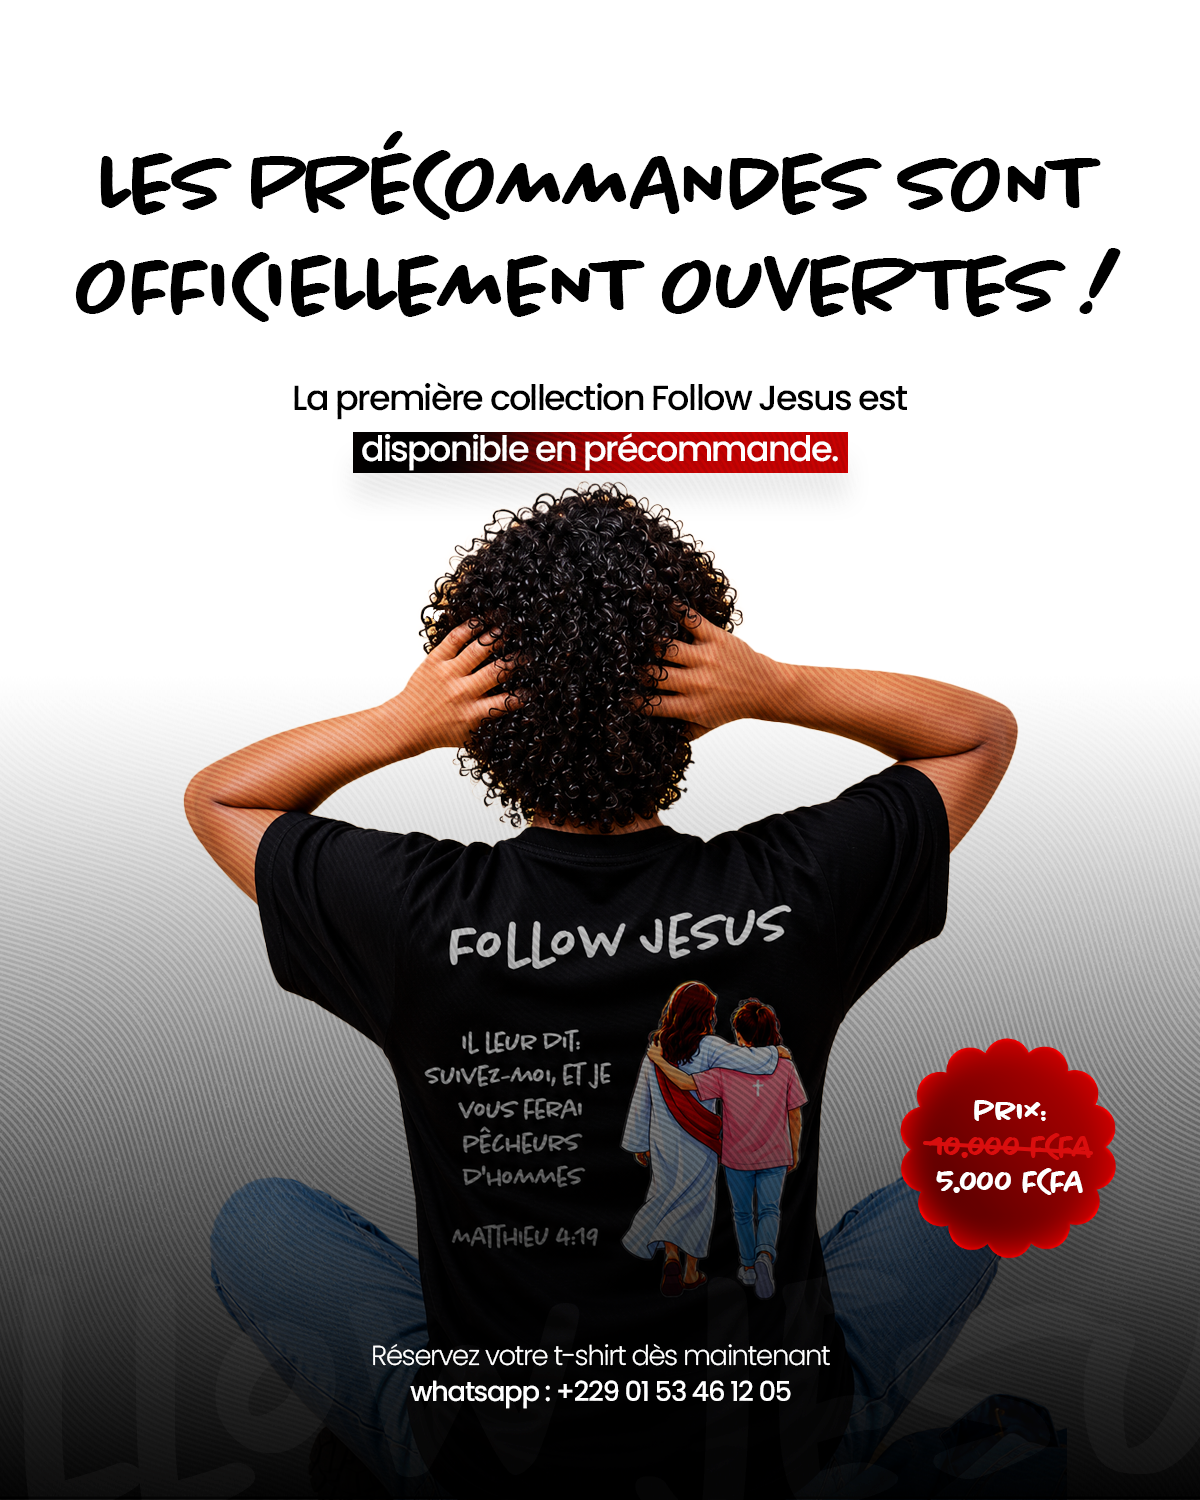 LES PRÉCOMMANDES SONT
OFFICIELLEMENT OUVERTES !
La première collection Follow Jesus est
disponible en précommande.
FOLLOW JESUS
IL LEUR DIT:
SUIVEZ-MOI, ET JE
VOUS FERAI
PÊCHEURS
D'HOMMES
MATTHIEU 4:19
PRIX:
10.000 FCFA
5.000 FCFA
Réservez votre t-shirt dès maintenant
whatsapp : +229 01 53 46 12 05